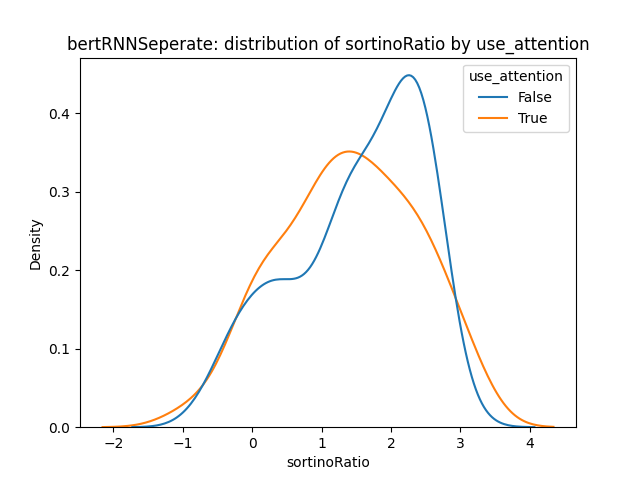 bertRNNSeperate: distribution of sortinoRatio by use_attention
use_attention
False
True
Density
0.4
0.3
0.2
0.1
0.0
−2 −1 0 1 2 3 4
sortinoRatio